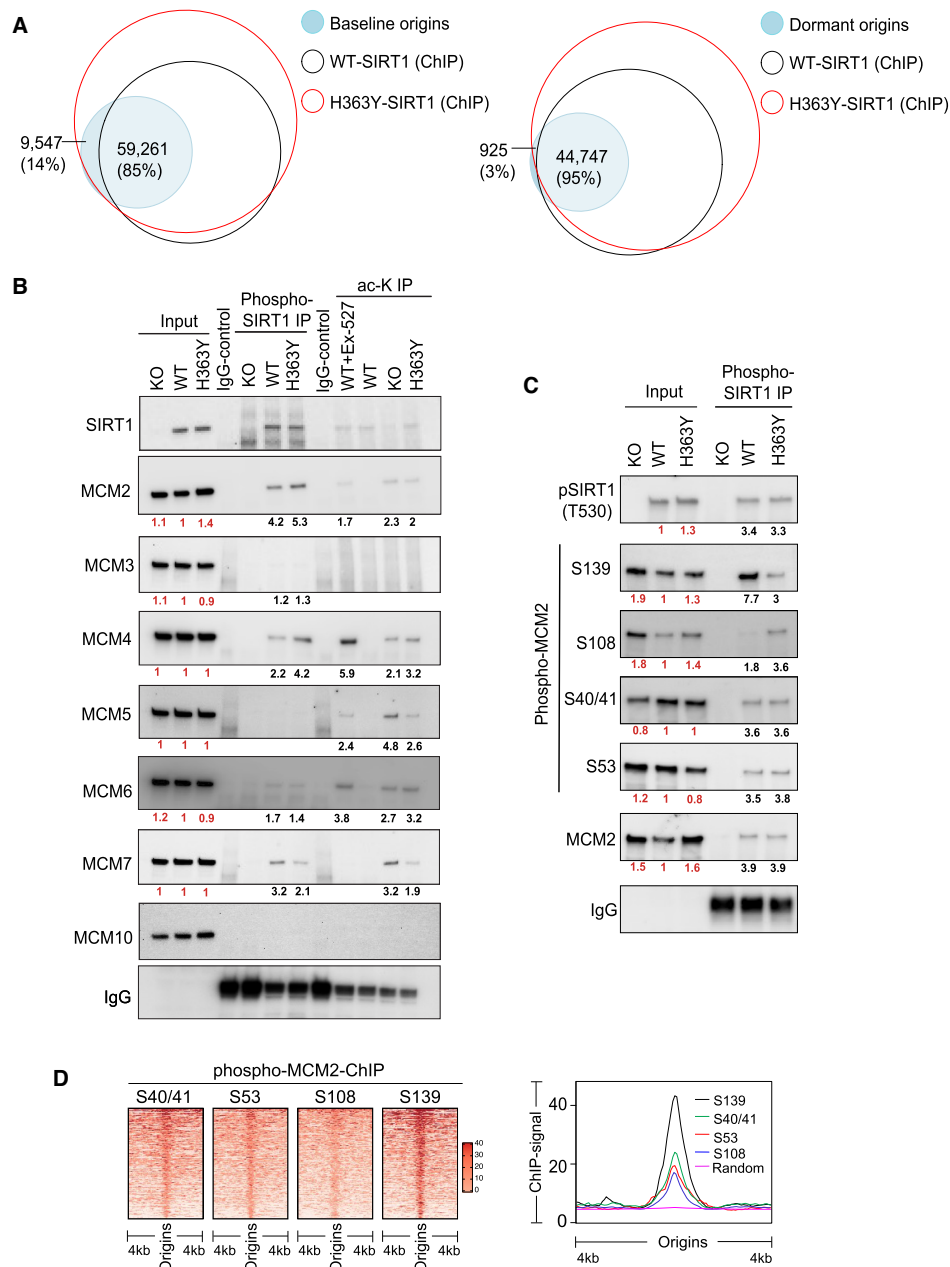 A
Baseline origins
WT-SIRT1 (ChIP)
H363Y-SIRT1 (ChIP)
9,547
(14%)
59,261
(85%)
Dormant origins
WT-SIRT1 (ChIP)
H363Y-SIRT1 (ChIP)
925
(3%)
44,747
(95%)
B
Input
Phospho-
SIRT1 IP
ac-K IP
KO
WT
H363Y
IgG-control
KO
WT
H363Y
IgG-control
WT+Ex-527
WT
KO
H363Y
SIRT1
MCM2
1.1 1 1.4 4.2 5.3 1.7 2.3 2
MCM3
1.1 1 0.9 1.2 1.3
MCM4
1 1 1 2.2 4.2 5.9 2.1 3.2
MCM5
1 1 1 2.4 4.8 2.6
MCM6
1.2 1 0.9 1.7 1.4 3.8 2.7 3.2
MCM7
1 1 1 3.2 2.1 3.2 1.9
MCM10
IgG
C
Input
Phospho-
SIRT1 IP
KO
WT
H363Y
KO
WT
H363Y
pSIRT1
(T530)
1 1.3 3.4 3.3
Phospho-MCM2
S139
1.9 1 1.3 7.7 3
S108
1.8 1 1.4 1.8 3.6
S40/41
0.8 1 1 3.6 3.6
S53
1.2 1 0.8 3.5 3.8
MCM2
1.5 1 1.6 3.9 3.9
IgG
D
phospho-MCM2-ChIP
S40/41 S53 S108 S139
40
30
20
10
0
4kb Origins 4kb
4kb Origins 4kb
4kb Origins 4kb
4kb Origins 4kb
ChIP-signal
40
20
0
S139
S40/41
S53
S108
Random
Origins
4kb 4kb